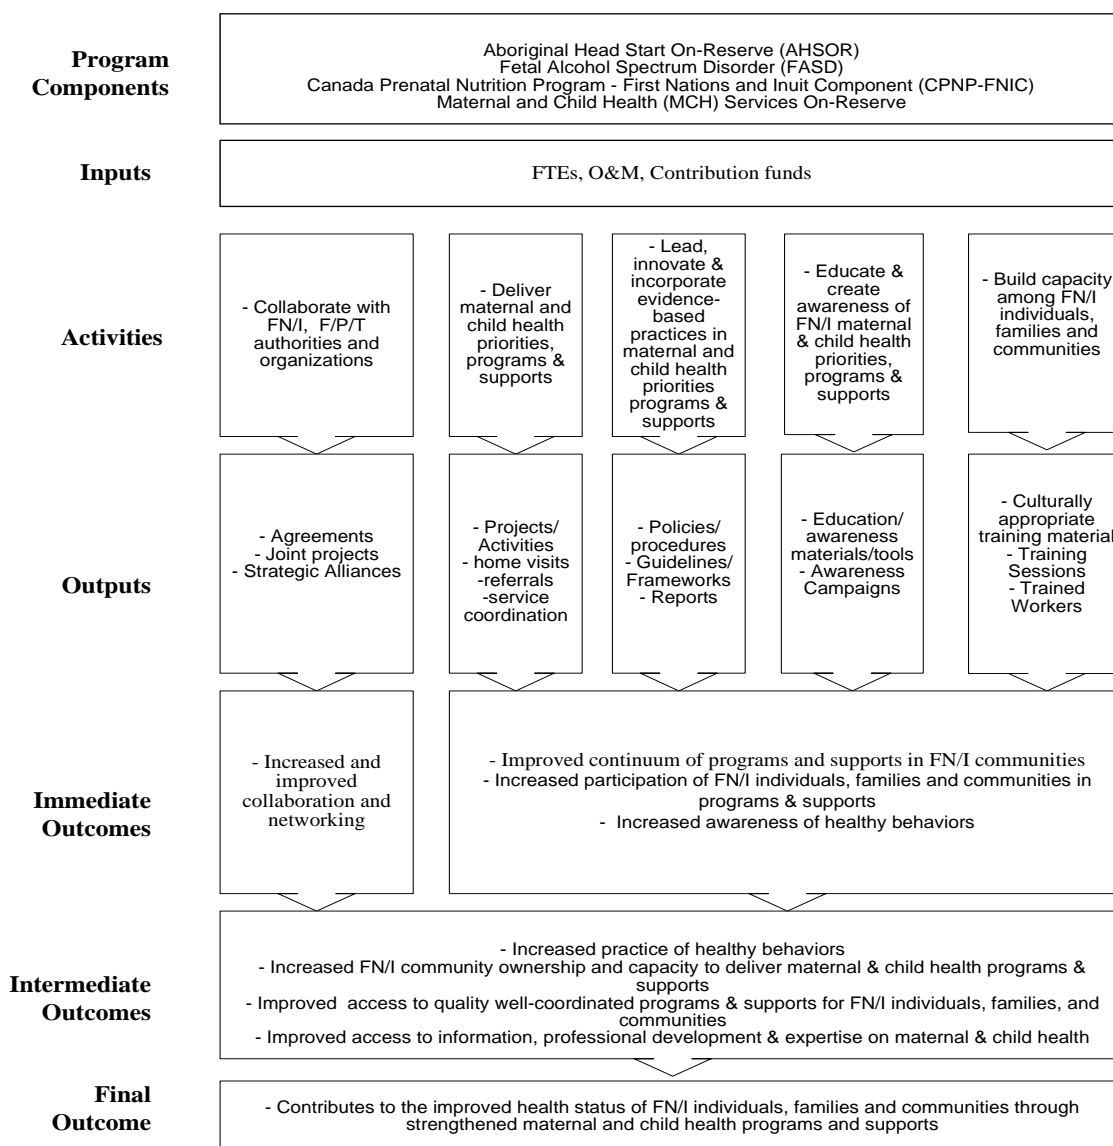 Program
Components
Aboriginal Head Start On-Reserve (AHSOR)
Fetal Alcohol Spectrum Disorder (FASD)
Canada Prenatal Nutrition Program - First Nations and Inuit Component (CPNP-FNIC)
Maternal and Child Health (MCH) Services On-Reserve
Inputs
FTEs, O&M, Contribution funds
Activities
- Collaborate with
FN/I, F/P/T
authorities and
organizations
- Deliver
maternal and
child health
priorities,
programs &
supports
- Lead,
innovate &
incorporate
evidence-
based
practices in
maternal and
child health
priorities
programs &
supports
- Educate &
create
awareness of
FN/I maternal
& child health
priorities,
programs &
supports
- Build capacity
among FN/I
individuals,
families and
communities
Outputs
- Agreements
- Joint projects
- Strategic Alliances
- Projects/
Activities
- home visits
-referrals
-service
coordination
- Policies/
procedures
- Guidelines/
Frameworks
- Reports
- Education/
awareness
materials/tools
- Awareness
Campaigns
- Culturally
appropriate
training material
- Training
Sessions
- Trained
Workers
Immediate
Outcomes
- Increased and
improved
collaboration and
networking
- Improved continuum of programs and supports in FN/I communities
- Increased participation of FN/I individuals, families and communities in
programs & supports
- Increased awareness of healthy behaviors
Intermediate
Outcomes
- Increased practice of healthy behaviors
- Increased FN/I community ownership and capacity to deliver maternal & child health programs &
supports
- Improved access to quality well-coordinated programs & supports for FN/I individuals, families, and
communities
- Improved access to information, professional development & expertise on maternal & child health
Final
Outcome
- Contributes to the improved health status of FN/I individuals, families and communities through
strengthened maternal and child health programs and supports